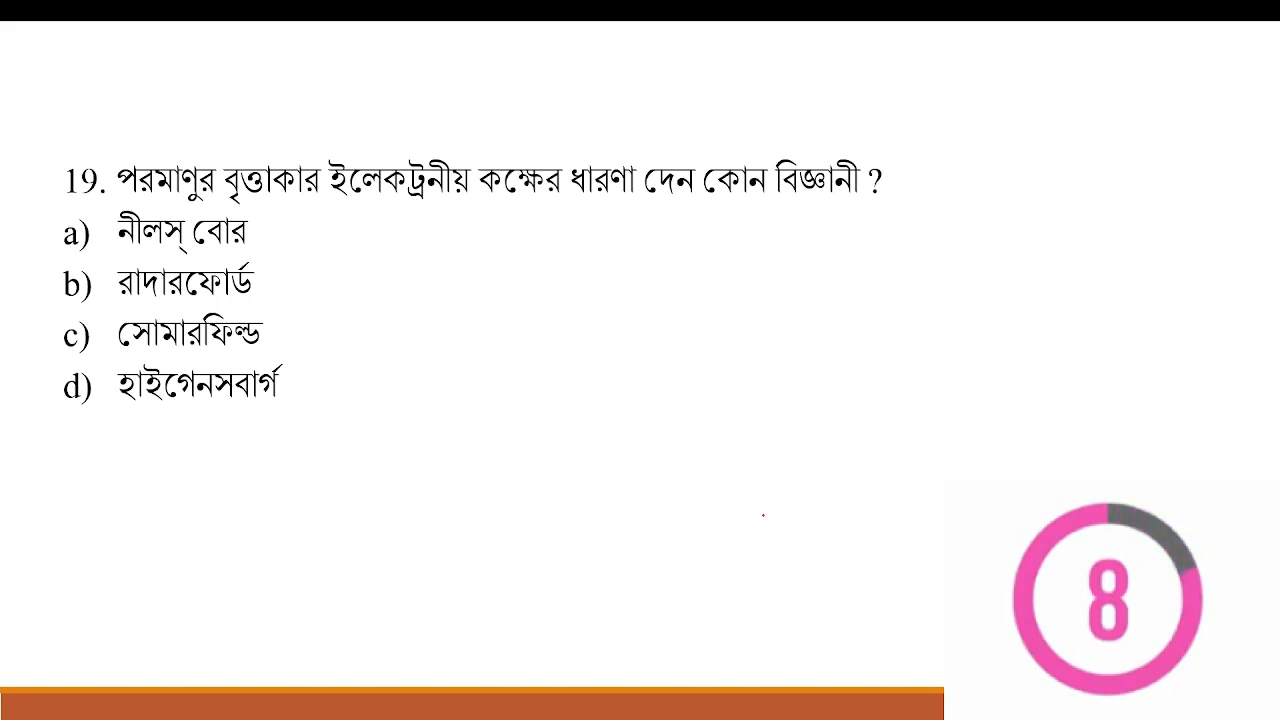 19. পরমাণুর বৃত্তাকার ইলেকট্রনীয় কক্ষের ধারণা দেন কোন বিজ্ঞানী ?
a) নীলস্ বোর
b) রাদারফোর্ড
c) সোমারফিল্ড
d) হাইগেনসবার্গ
8